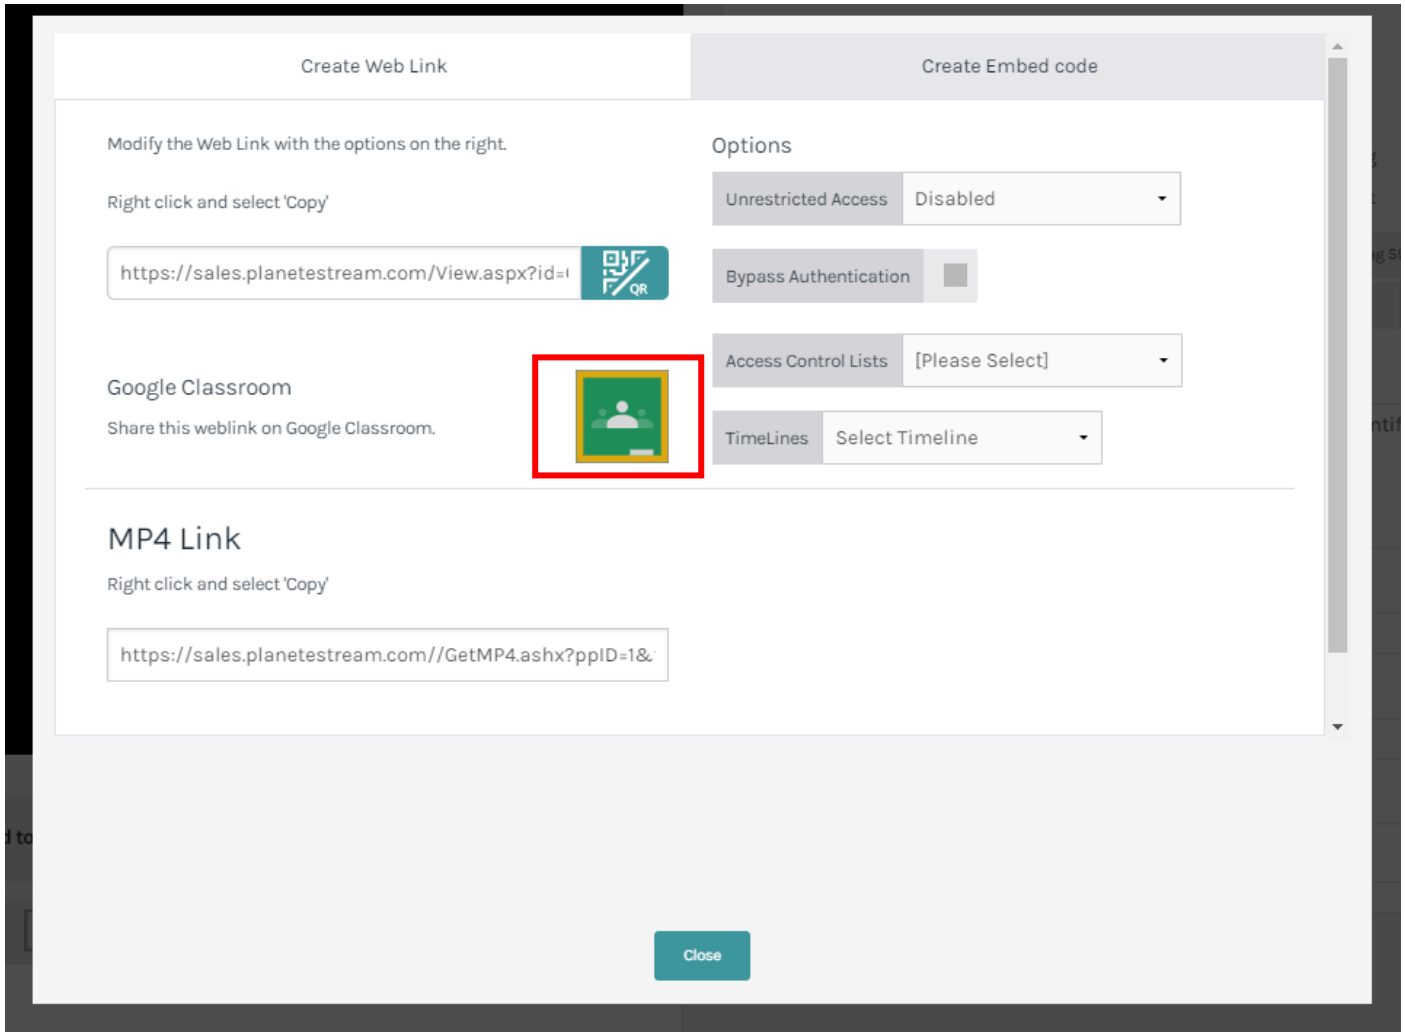 Create Web Link
Create Embed code
Modify the Web Link with the options on the right.
Right click and select 'Copy'
https://sales.planetestream.com/View.aspx?id=
QR
Google Classroom
Share this weblink on Google Classroom.
Options
Unrestricted Access
Disabled
Bypass Authentication
Access Control Lists
[Please Select]
TimeLines
Select Timeline
MP4 Link
Right click and select 'Copy'
https://sales.planetestream.com//GetMP4.ashx?ppID=1&
Close